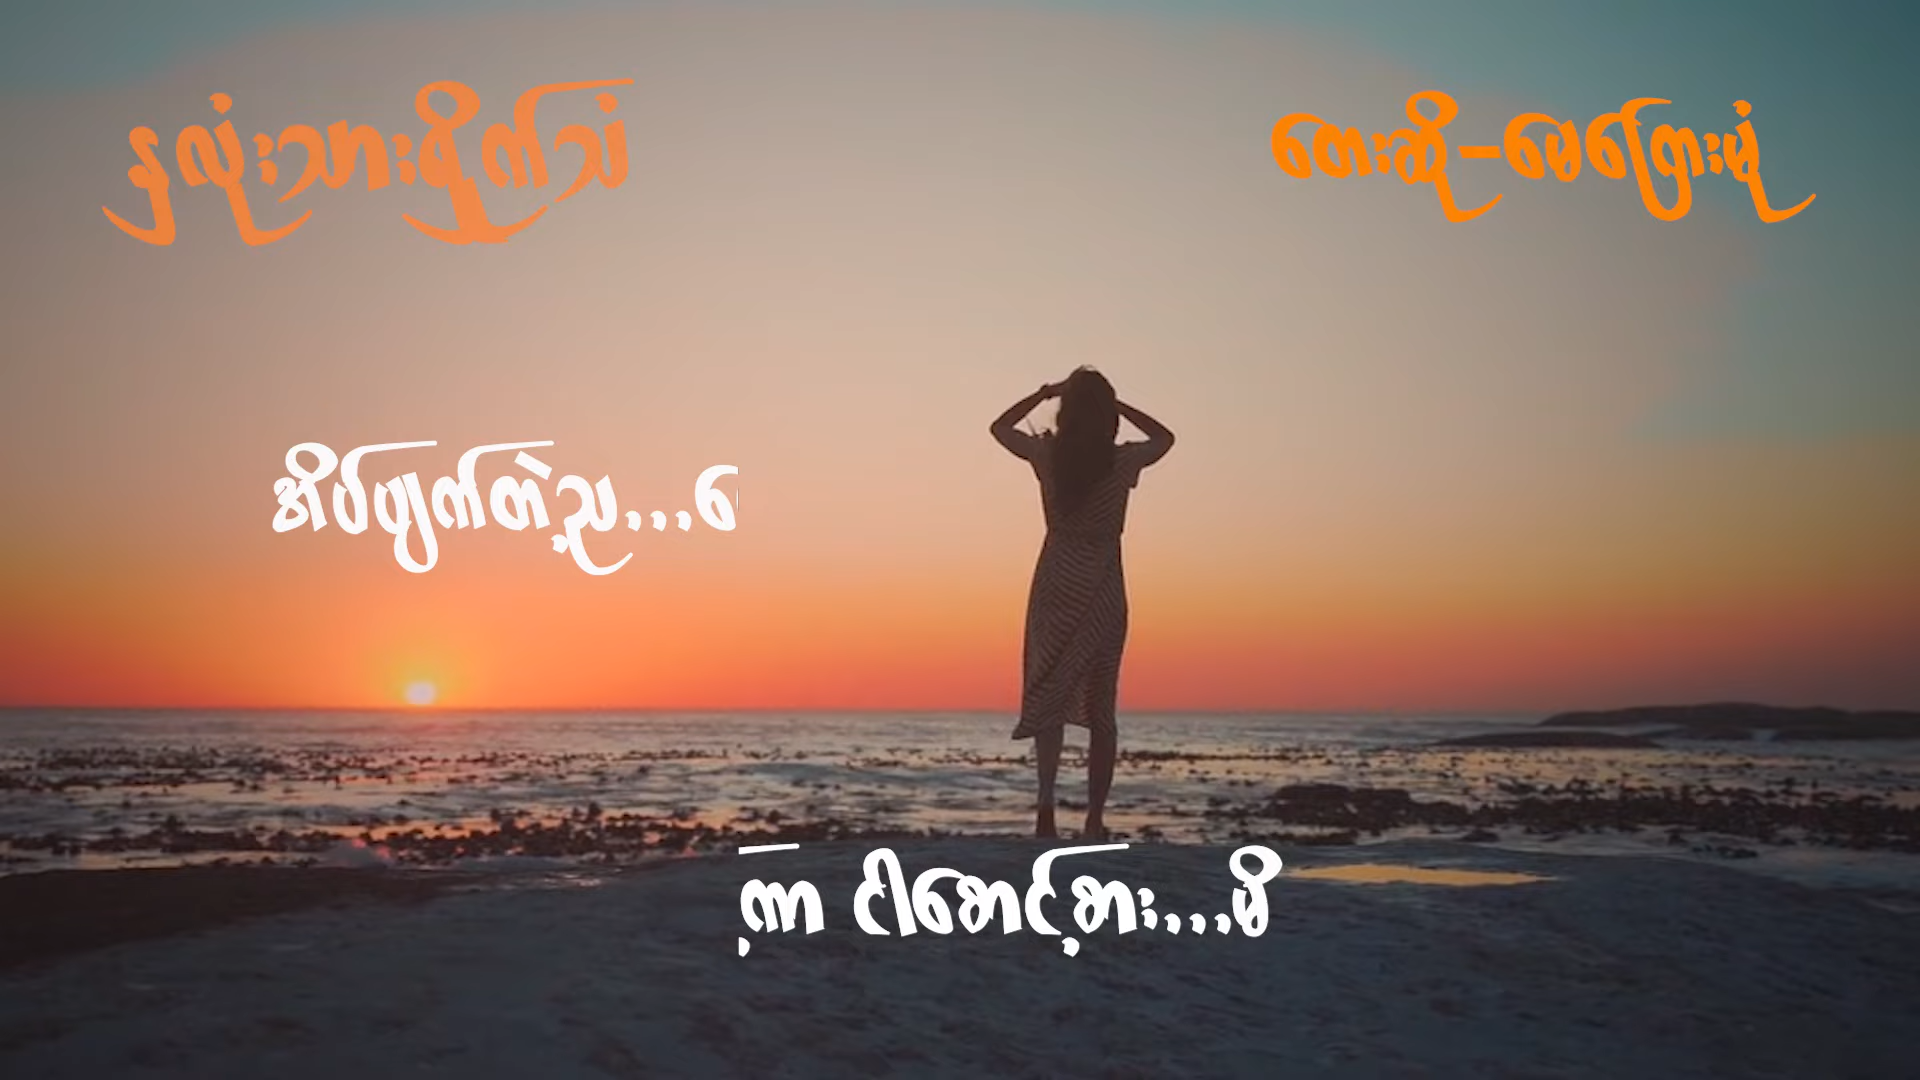 နှလုံးသားရှိုက်သံ
တေးဆို-မေကြေးမုံ
အိပ်ပျက်တဲ့ည...
ငါစောင့်စား...မိ